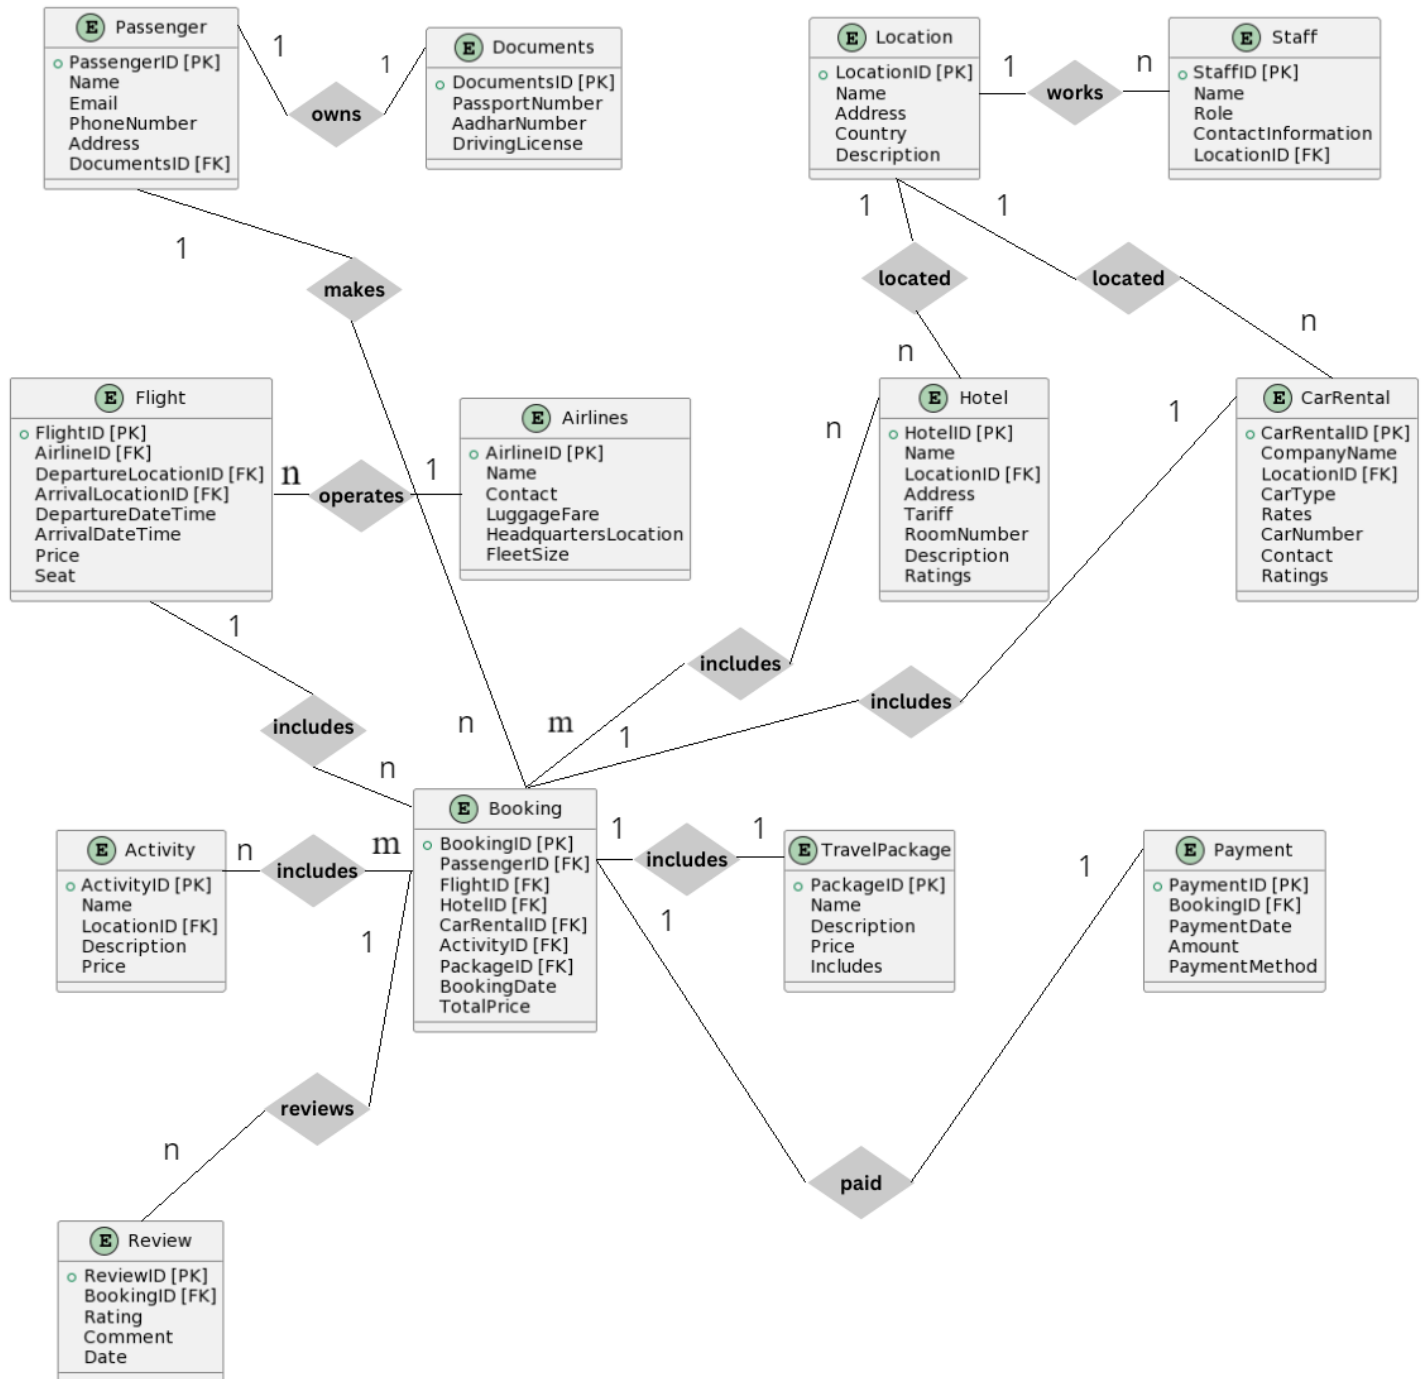 E Passenger
PassengerID [PK]
Name
Email
PhoneNumber
Address
DocumentsID [FK]
1
owns
1
E Documents
DocumentsID [PK]
PassportNumber
AadharNumber
DrivingLicense
E Location
LocationID [PK]
Name
Address
Country
Description
1
works
n
E Staff
StaffID [PK]
Name
Role
ContactInformation
LocationID [FK]
1
makes
1
located
n
1
located
n
E Flight
FlightID [PK]
AirlineID [FK]
DepartureLocationID [FK]
ArrivalLocationID [FK]
DepartureDateTime
ArrivalDateTime
Price
Seat
n
operates
1
E Airlines
AirlineID [PK]
Name
Contact
LuggageFare
HeadquartersLocation
FleetSize
E Hotel
HotelID [PK]
Name
LocationID [FK]
Address
Tariff
RoomNumber
Description
Ratings
n
E CarRental
CarRentalID [PK]
CompanyName
LocationID [FK]
CarType
Rates
CarNumber
Contact
Ratings
1
1
includes
n
n
m
includes
1
includes
E Activity
ActivityID [PK]
Name
LocationID [FK]
Description
Price
n
includes
m
E Booking
BookingID [PK]
PassengerID [FK]
FlightID [FK]
HotelID [FK]
CarRentalID [FK]
ActivityID [FK]
PackageID [FK]
BookingDate
TotalPrice
1
includes
1
E TravelPackage
PackageID [PK]
Name
Description
Price
Includes
1
paid
1
E Payment
PaymentID [PK]
BookingID [FK]
PaymentDate
Amount
PaymentMethod
1
reviews
n
E Review
ReviewID [PK]
BookingID [FK]
Rating
Comment
Date